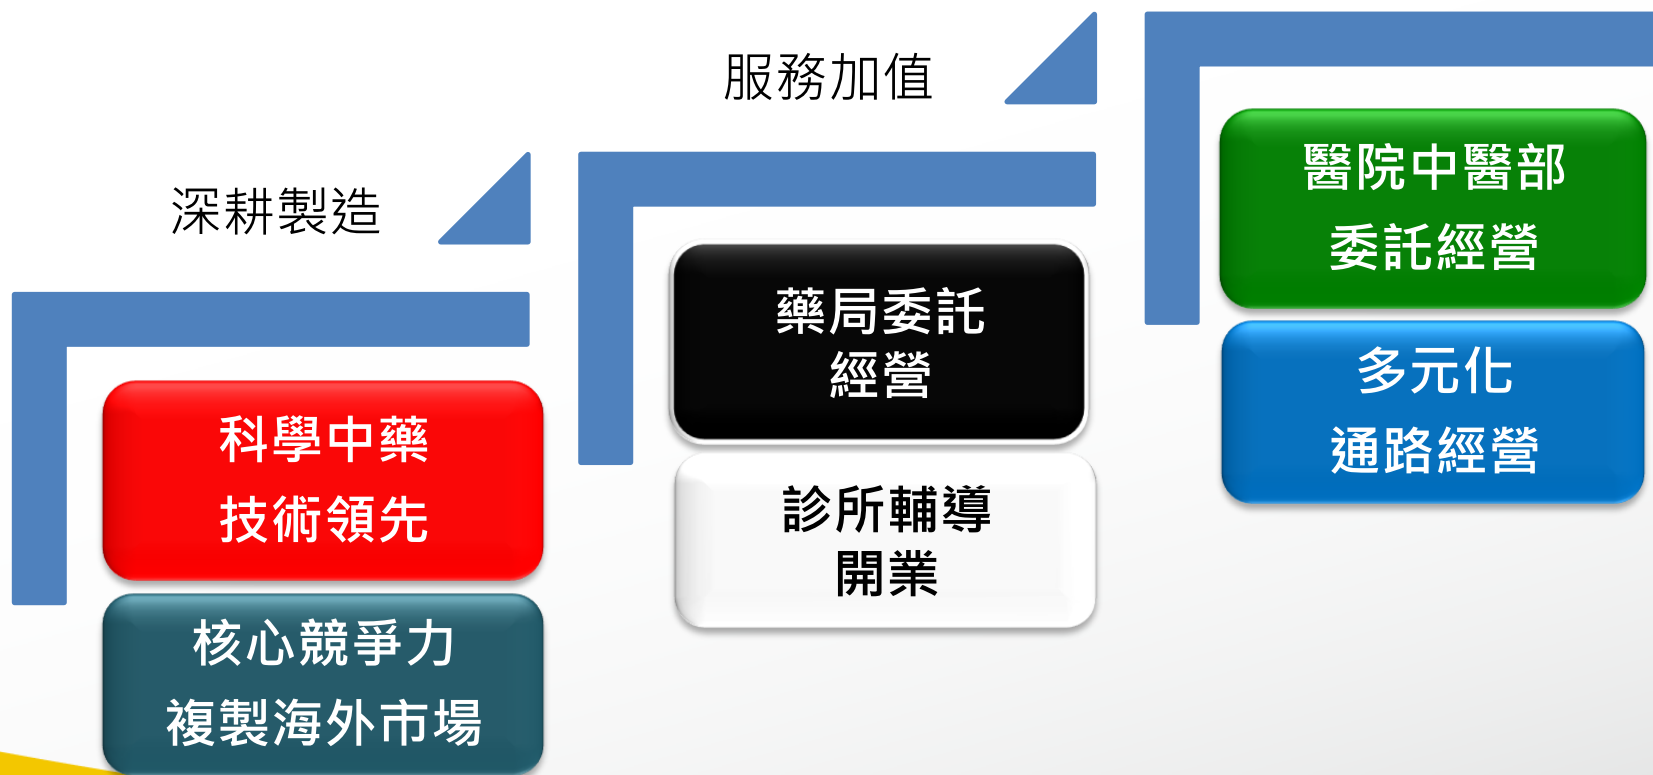 深耕製造
科學中藥
技術領先
核心競爭力
複製海外市場
服務加值
藥局委託
經營
診所輔導
開業
醫院中醫部
委託經營
多元化
通路經營